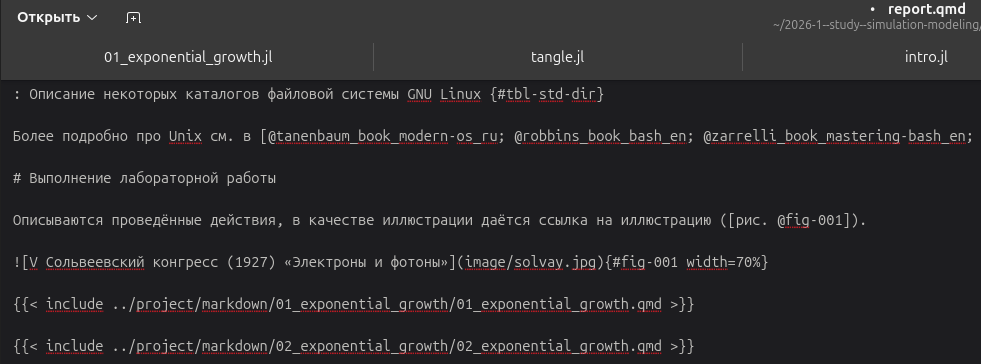 Открыть
• report.qmd
~/2026-1--study--simulation-modeling/
01_exponential_growth.jl
tangle.jl
intro.jl
: Описание некоторых каталогов файловой системы GNU Linux {#tbl-std-dir}
Более подробно про Unix см. в [@tanenbaum_book_modern-os_ru; @robbins_book_bash_en; @zarrelli_book_mastering-bash_en;
# Выполнение лабораторной работы
Описываются проведённые действия, в качестве иллюстрации даётся ссылка на иллюстрацию ([рис. @fig-001]).
![V Сольвеевский конгресс (1927) «Электроны и фотоны»](image/solvay.jpg){#fig-001 width=70%}
{{< include ../project/markdown/01_exponential_growth/01_exponential_growth.qmd >}}
{{< include ../project/markdown/02_exponential_growth/02_exponential_growth.qmd >}}